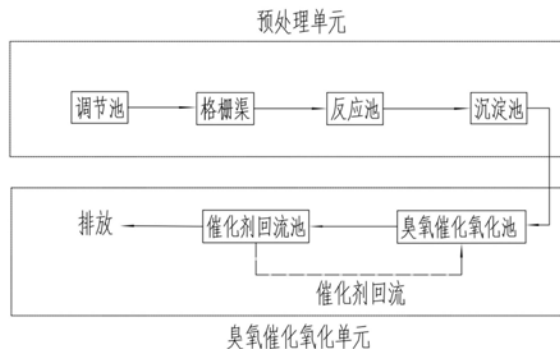 预处理单元
调节池
格栅渠
反应池
沉淀池
排放
催化剂回流池
臭氧催化氧化池
催化剂回流
臭氧催化氧化单元